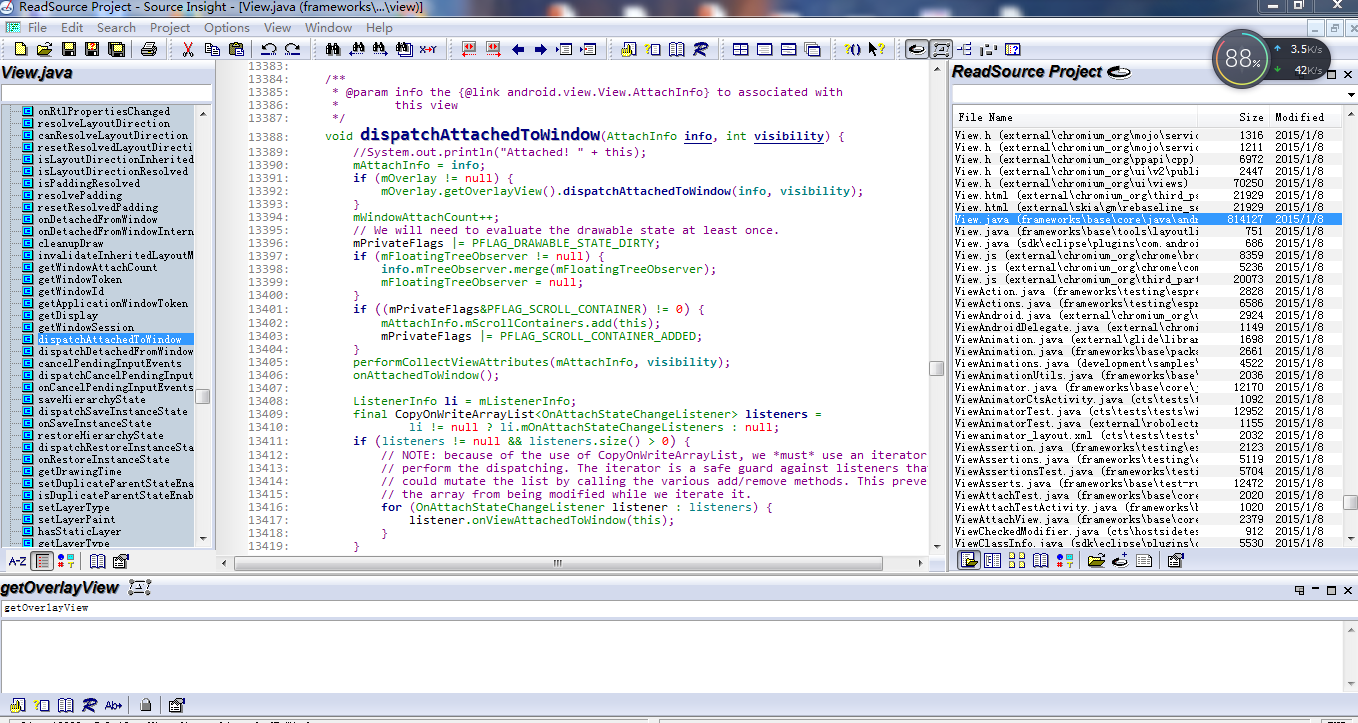 ReadSource Project - Source Insight - [View.java (frameworks\...\view)]
File Edit Search Project Options View Window Help
88%
3.5K/s
42K/s
View.java
onRtlPropertiesChanged
resolveLayoutDirection
canResolveLayoutDirection
resetResolvedLayoutDirecti
isLayoutDirectionInherited
isLayoutDirectionResolved
isPaddingResolved
resolvePadding
resetResolvedPadding
onDetachedFromWindow
onDetachedFromWindowIntern
cleanupDraw
invalidateInheritedLayoutM
getWindowAttachCount
getWindowToken
getWindowId
getApplicationWindowToken
getDisplay
getWindowSession
dispatchAttachedToWindow
dispatchDetachedFromWindow
cancelPendingInputEvents
dispatchCancelPendingInput
onCancelPendingInputEvents
saveHierarchyState
dispatchSaveInstanceState
onSaveInstanceState
restoreHierarchyState
dispatchRestoreInstanceSta
onRestoreInstanceState
getDrawingTime
setDuplicateParentStateEna
isDuplicateParentStateEnab
setLayerType
setLayerPaint
hasStaticLayer
getLayerType
A-Z
13383:
13384: /**
13385: * @param info the {@link android.view.View.AttachInfo} to associated with
13386: * this view
13387: */
13388: void dispatchAttachedToWindow(AttachInfo info, int visibility) {
13389: //System.out.println("Attached! " + this);
13390: mAttachInfo = info;
13391: if (mOverlay != null) {
13392: mOverlay.getOverlayView().dispatchAttachedToWindow(info, visibility);
13393: }
13394: mWindowAttachCount++;
13395: // We will need to evaluate the drawable state at least once.
13396: mPrivateFlags |= PFLAG_DRAWABLE_STATE_DIRTY;
13397: if (mFloatingTreeObserver != null) {
13398: info.mTreeObserver.merge(mFloatingTreeObserver);
13399: mFloatingTreeObserver = null;
13400: }
13401: if ((mPrivateFlags&PFLAG_SCROLL_CONTAINER) != 0) {
13402: mAttachInfo.mScrollContainers.add(this);
13403: mPrivateFlags |= PFLAG_SCROLL_CONTAINER_ADDED;
13404: }
13405: performCollectViewAttributes(mAttachInfo, visibility);
13406: onAttachedToWindow();
13407:
13408: ListenerInfo li = mListenerInfo;
13409: final CopyOnWriteArrayList<OnAttachStateChangeListener> listeners =
13410: li != null ? li.mOnAttachStateChangeListeners : null;
13411: if (listeners != null && listeners.size() > 0) {
13412: // NOTE: because of the use of CopyOnWriteArrayList, we *must* use an iterator
13413: // perform the dispatching. The iterator is a safe guard against listeners tha
13414: // could mutate the list by calling the various add/remove methods. This preve
13415: // the array from being modified while we iterate it.
13416: for (OnAttachStateChangeListener listener : listeners) {
13417: listener.onViewAttachedToWindow(this);
13418: }
13419: }
ReadSource Project
File Name Size Modified
View.h (external\chromium_org\mojo\servic 1316 2015/1/8
View.h (external\chromium_org\mojo\servic 1211 2015/1/8
View.h (external\chromium_org\ppapi\cpp) 6972 2015/1/8
View.h (external\chromium_org\ui\v2\publi 2447 2015/1/8
View.h (external\chromium_org\ui\views) 70250 2015/1/8
View.html (external\chromium_org\third_pa 21929 2015/1/8
View.html (external\skia\gm\rebaseline_se 21929 2015/1/8
View.java (frameworks\base\core\java\andr 814127 2015/1/8
View.java (frameworks\base\tools\layoutli 751 2015/1/8
View.java (sdk\eclipse\plugins\com.androi 686 2015/1/8
View.js (external\chromium_org\chrome\bro 8359 2015/1/8
View.js (external\chromium_org\chrome\com 5236 2015/1/8
View.js (external\chromium_org\third_part 20073 2015/1/8
ViewAction.java (frameworks\testing\espre 2828 2015/1/8
ViewActions.java (frameworks\testing\espr 6586 2015/1/8
ViewAndroid.java (external\chromium_org\u 2924 2015/1/8
ViewAndroidDelegate.java (external\chromi 1149 2015/1/8
ViewAnimation.java (external\glide\librar 1698 2015/1/8
ViewAnimation.java (frameworks\base\packa 2661 2015/1/8
ViewAnimations.java (development\samples\ 4522 2015/1/8
ViewAnimationUtils.java (frameworks\base\ 2036 2015/1/8
ViewAnimator.java (frameworks\base\core\j 12170 2015/1/8
ViewAnimatorCtsActivity.java (cts\tests\t 1092 2015/1/8
ViewAnimatorTest.java (cts\tests\tests\wi 12952 2015/1/8
ViewAnimatorTest.java (external\robolectr 1155 2015/1/8
Viewanimator_layout.xml (cts\tests\tests\ 2032 2015/1/8
ViewAssertion.java (frameworks\testing\es 2123 2015/1/8
ViewAssertions.java (frameworks\testing\e 5119 2015/1/8
ViewAssertionsTest.java (frameworks\testi 5704 2015/1/8
ViewAsserts.java (frameworks\base\test-ru 12472 2015/1/8
ViewAttachTest.java (frameworks\base\core 2020 2015/1/8
ViewAttachTestActivity.java (frameworks\b 1020 2015/1/8
ViewAttachView.java (frameworks\base\core 2379 2015/1/8
ViewCheckedModifier.java (cts\hostsidetes 912 2015/1/8
ViewClassInfo.java (sdk\eclipse\plugins\c 5530 2015/1/8
getOverlayView
getOverlayView